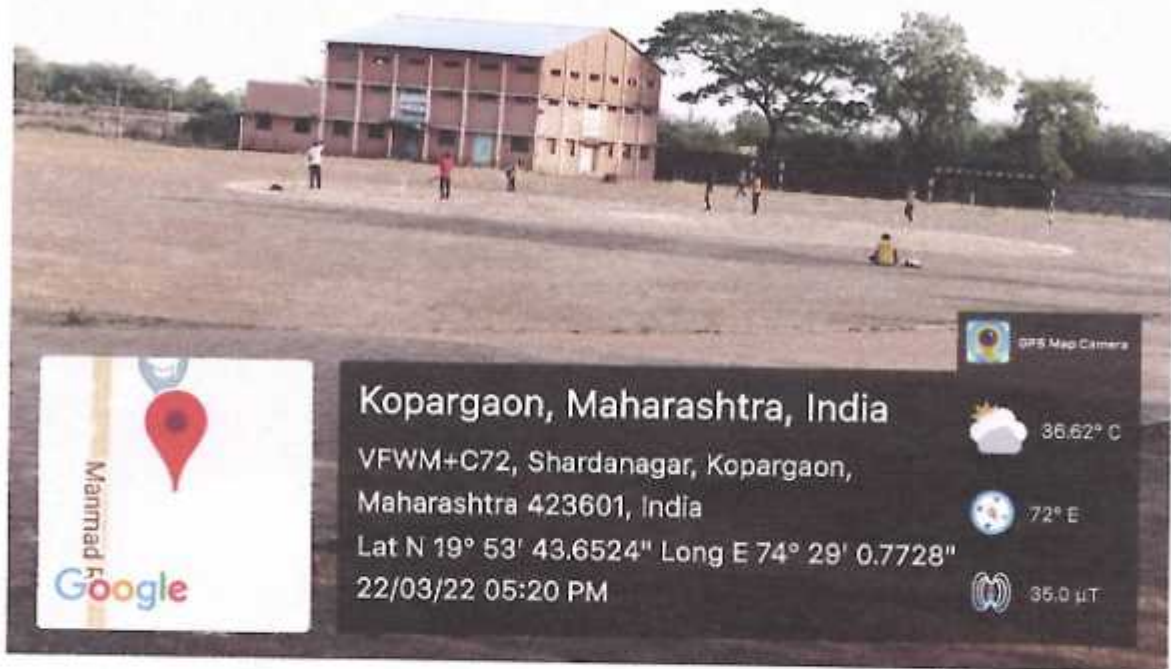 GPS Map Camera
Kopargaon, Maharashtra, India
VFWM+C72, Shardanagar, Kopargaon,
Maharashtra 423601, India
Lat N 19° 53' 43.6524" Long E 74° 29' 0.7728"
22/03/22 05:20 PM
36.62° C
72° E
35.0 µT
Manmad
Google